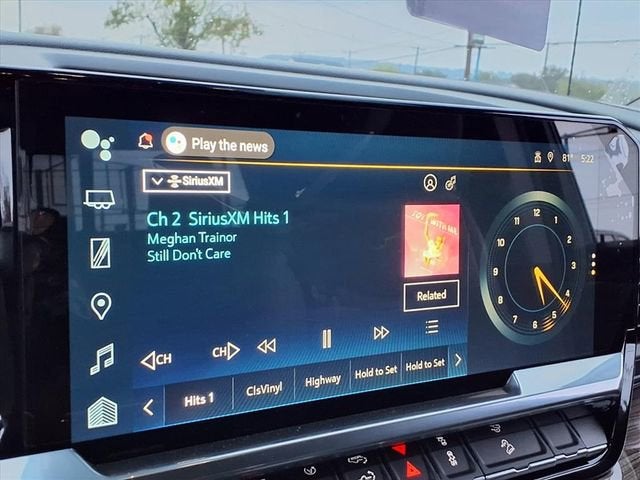 Play the news
81° 5:22
SiriusXM
Ch 2 SiriusXM Hits 1
Meghan Trainor
Still Don't Care
Related
CH
CH
Hits 1
ClsVinyl
Highway
Hold to Set
Hold to Set
12
1
2
3
4
5
6
7
8
9
10
11